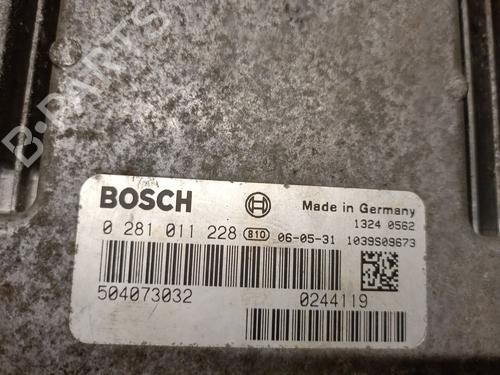 B-PARTS
BOSCH
Made in Germany
1324 0562
0 281 011 228 810 06-05-31 1039S09673
504073032 0244119